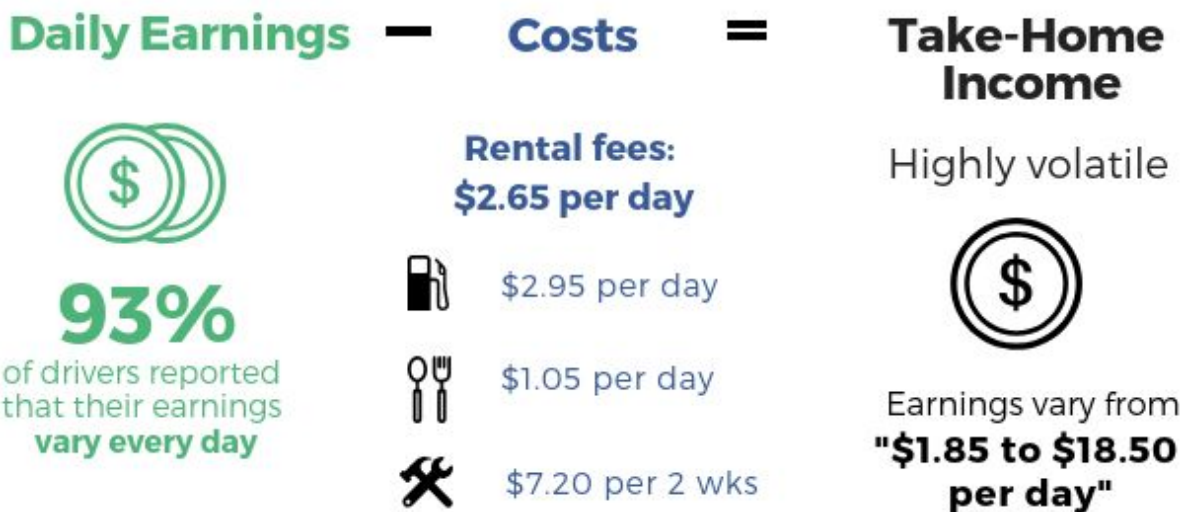 Daily Earnings − Costs = Take-Home
Income
$
93%
of drivers reported
that their earnings
vary every day
Rental fees:
$2.65 per day
$2.95 per day
$1.05 per day
$7.20 per 2 wks
Highly volatile
$
Earnings vary from
"$1.85 to $18.50
per day"